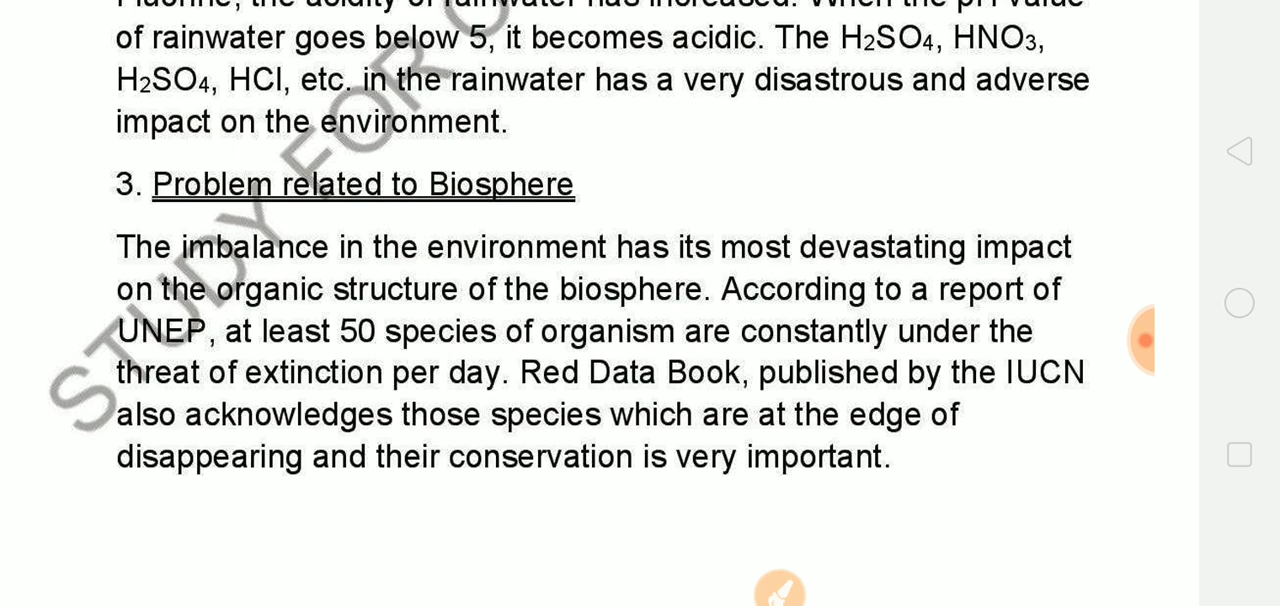 of rainwater goes below 5, it becomes acidic. The H₂SO₄, HNO₃,
H₂SO₄, HCl, etc. in the rainwater has a very disastrous and adverse
impact on the environment.
3. Problem related to Biosphere
The imbalance in the environment has its most devastating impact
on the organic structure of the biosphere. According to a report of
UNEP, at least 50 species of organism are constantly under the
threat of extinction per day. Red Data Book, published by the IUCN
also acknowledges those species which are at the edge of
disappearing and their conservation is very important.
STUDY FOR